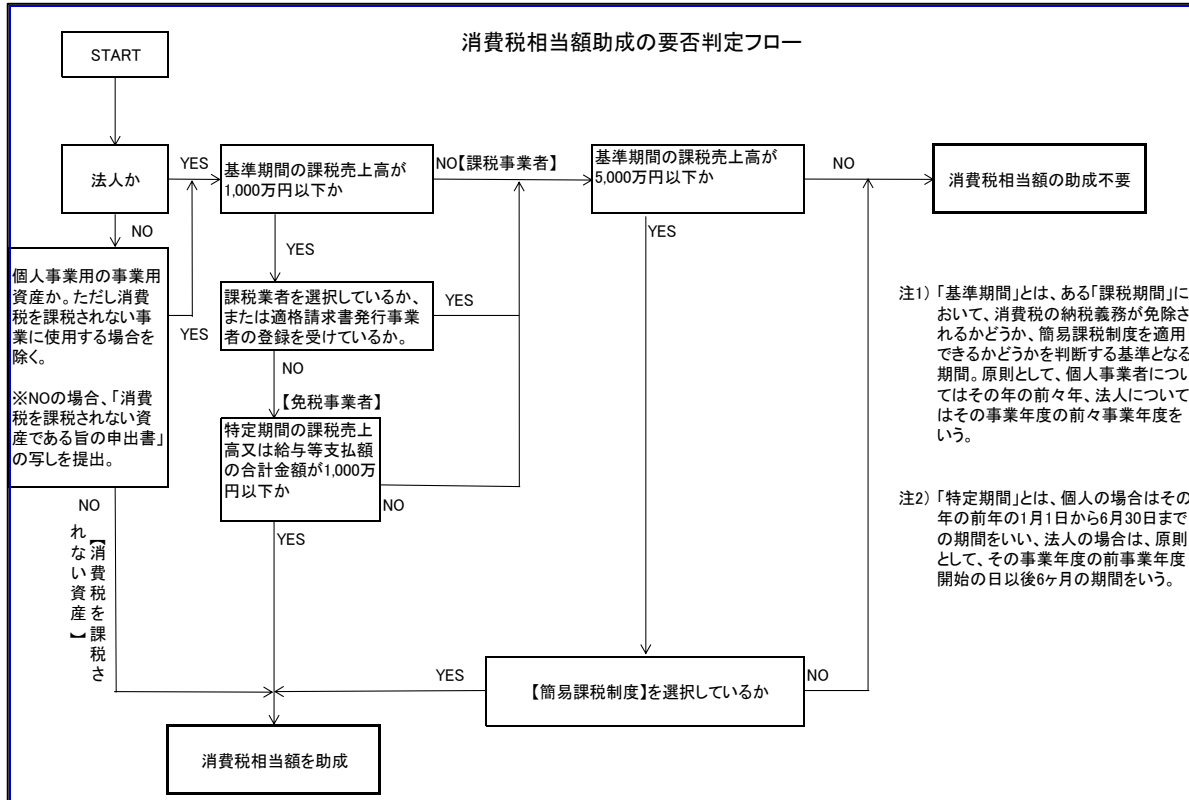 消費税相当額助成の要否判定フロー
START
法人か
YES
NO
基準期間の課税売上高が
1,000万円以下か
NO【課税事業者】
YES
基準期間の課税売上高が
5,000万円以下か
NO
YES
消費税相当額の助成不要
個人事業用の事業用
資産か。ただし消費
税を課税されない事
業に使用する場合を
除く。
※NOの場合、「消費
税を課税されない資
産である旨の申出書」
の写しを提出。
YES
NO
【消費税を課税さ
れない資産】
課税業者を選択しているか、
または適格請求書発行事業
者の登録を受けているか。
YES
NO
【免税事業者】
特定期間の課税売上
高又は給与等支払額
の合計金額が1,000万
円以下か
NO
YES
注1)「基準期間」とは、ある「課税期間」に
おいて、消費税の納税義務が免除さ
れるかどうか、簡易課税制度を適用
できるかどうかを判断する基準となる
期間。原則として、個人事業者につい
てはその年の前々年、法人について
はその事業年度の前々事業年度を
いう。
注2)「特定期間」とは、個人の場合はその
年の前年の1月1日から6月30日まで
の期間をいい、法人の場合は、原則
として、その事業年度の前事業年度
開始の日以後6ヶ月の期間をいう。
YES
【簡易課税制度】を選択しているか
NO
消費税相当額を助成